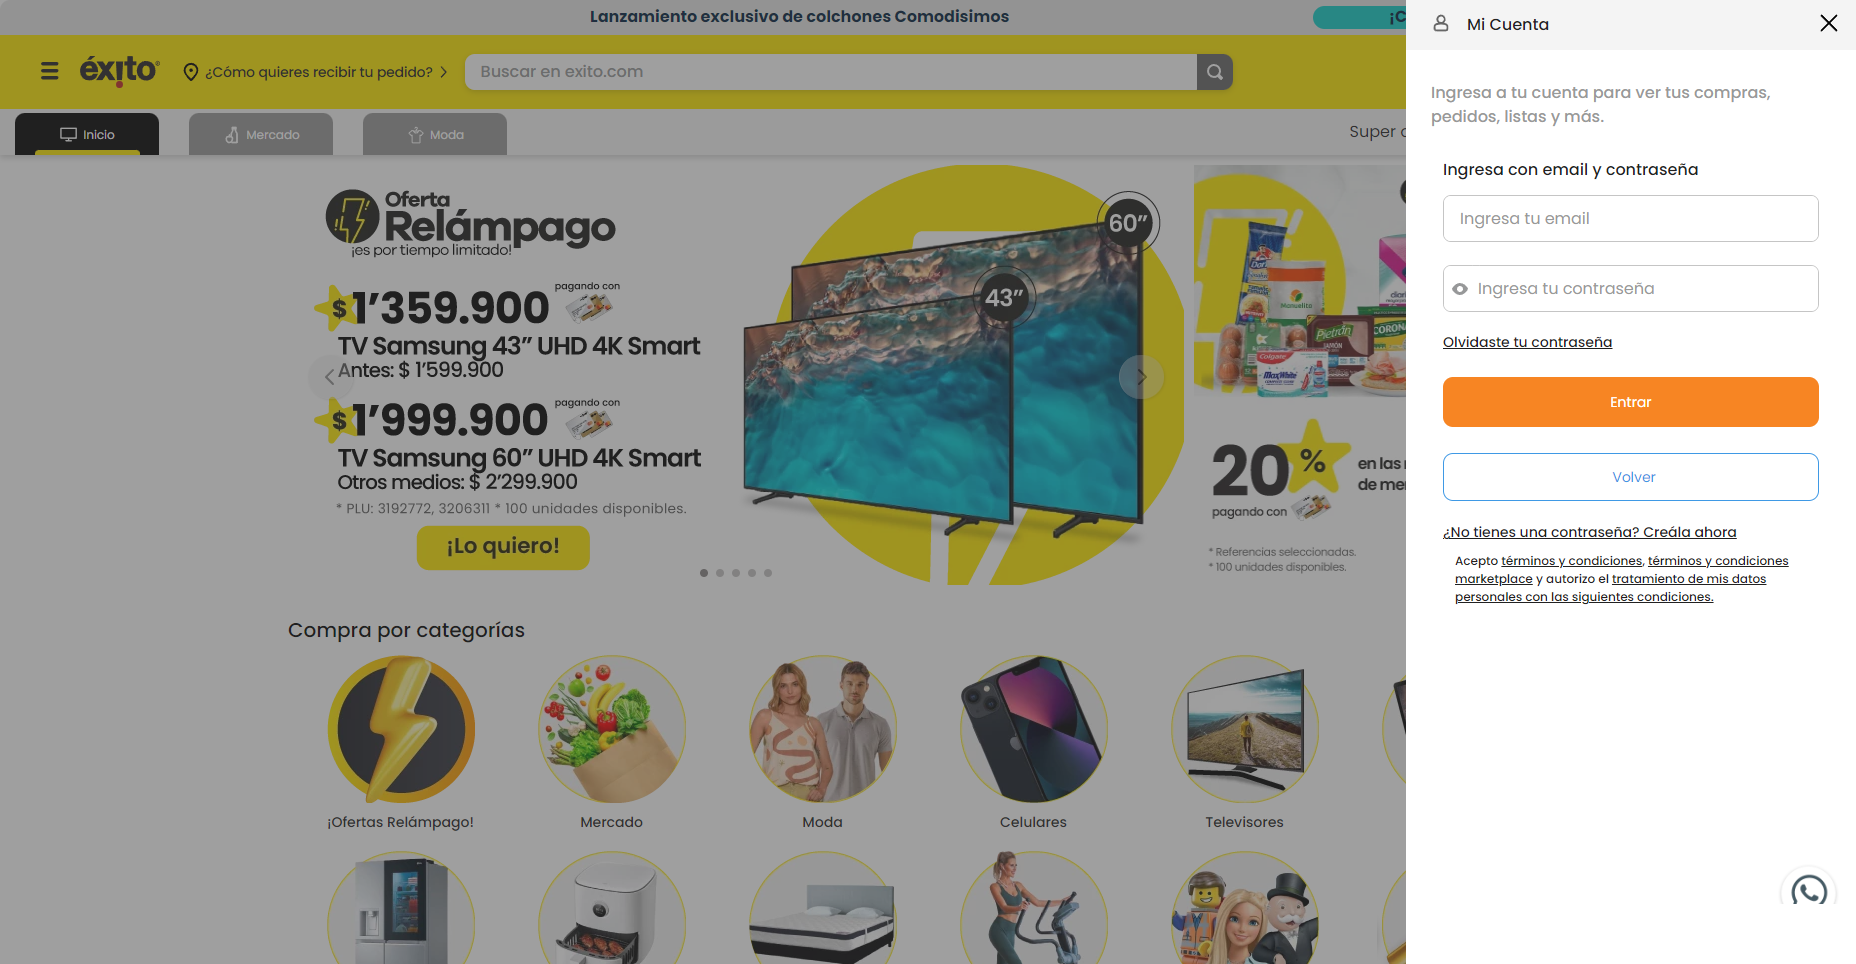 Lanzamiento exclusivo de colchones Comodisimos
¡C
éxito
¿Cómo quieres recibir tu pedido?
Buscar en exito.com
Inicio
Mercado
Moda
Super
Oferta
Relámpago
¡es por tiempo limitado!
$1'359.900
pagando con
TV Samsung 43” UHD 4K Smart
Antes: $ 1'599.900
$1'999.900
pagando con
TV Samsung 60” UHD 4K Smart
Otros medios: $ 2'299.900
* PLU: 3192772, 3206311 * 100 unidades disponibles.
¡Lo quiero!
60”
43”
Manuelita
Pietrán
CORONA
Colgate
MaxWhite
20%
en las
de me
pagando con
* Referencias seleccionadas.
* 100 unidades disponibles.
Compra por categorías
¡Ofertas Relámpago!
Mercado
Moda
Celulares
Televisores
Mi Cuenta
Ingresa a tu cuenta para ver tus compras,
pedidos, listas y más.
Ingresa con email y contraseña
Ingresa tu email
Ingresa tu contraseña
Olvidaste tu contraseña
Entrar
Volver
¿No tienes una contraseña? Creála ahora
Acepto términos y condiciones, términos y condiciones
marketplace y autorizo el tratamiento de mis datos
personales con las siguientes condiciones.